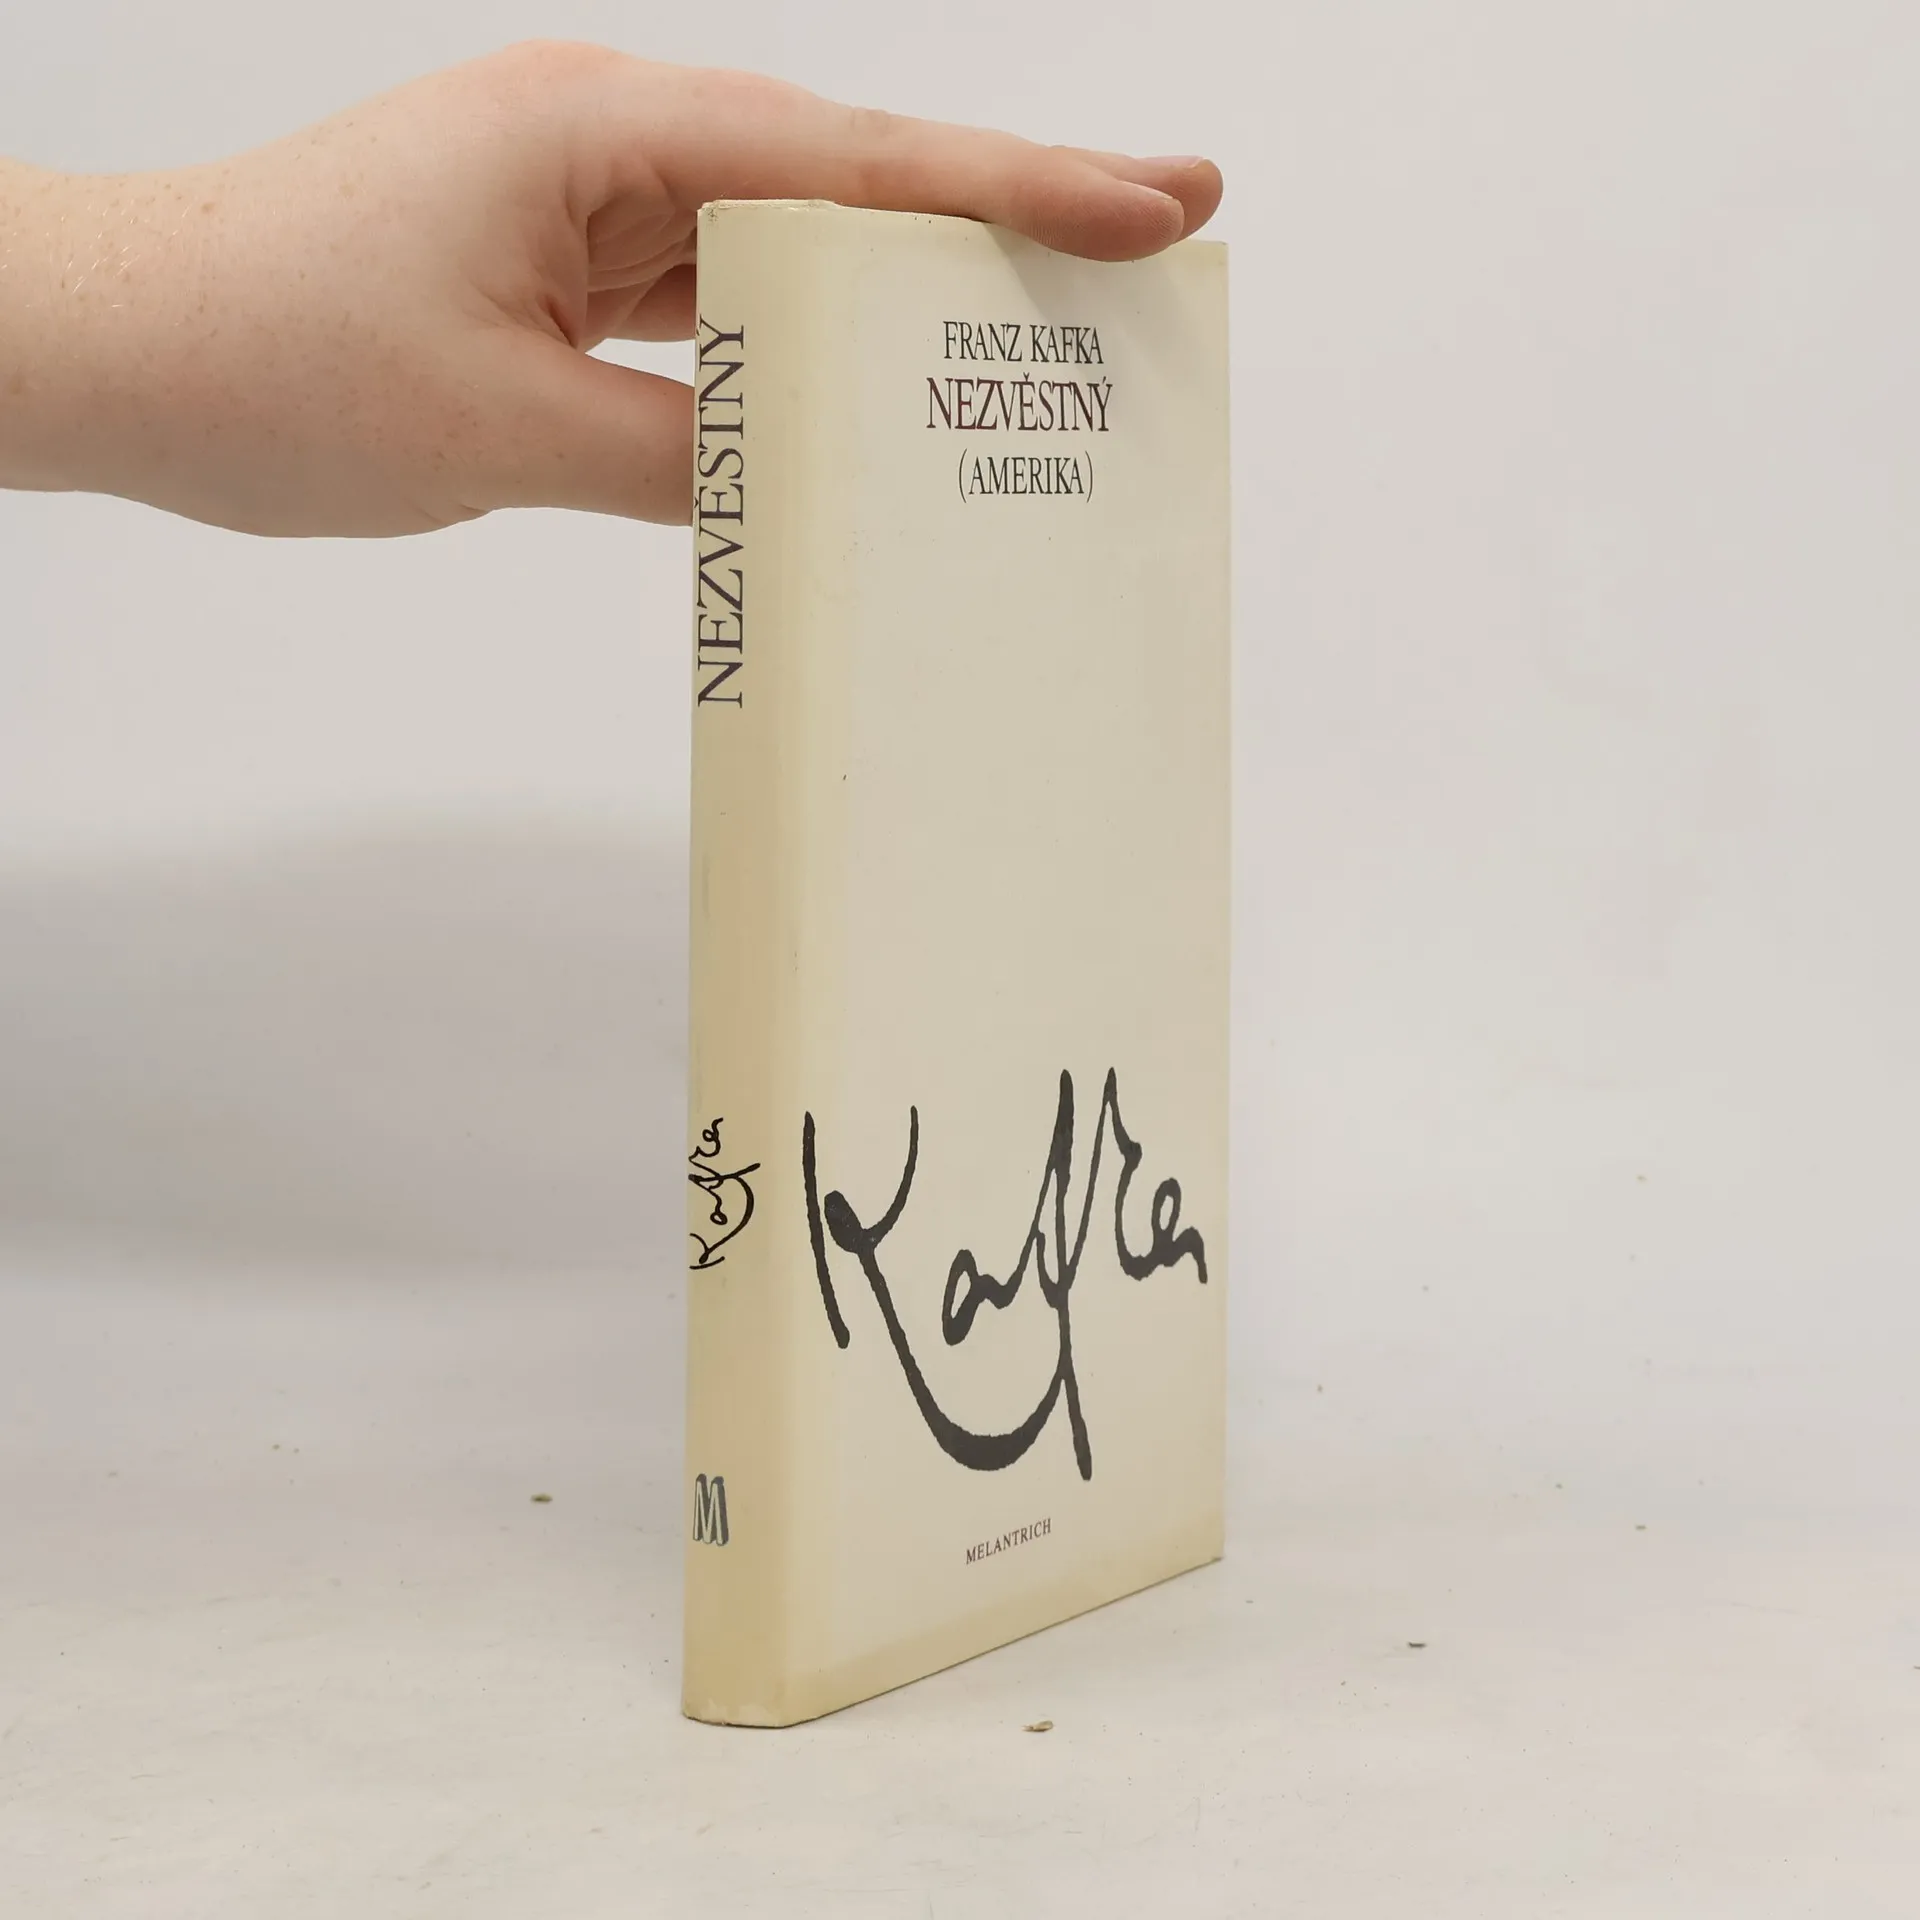 FRANZ KAFKA
NEZVĚSTNÝ
(AMERIKA)
Kafka
MELANTRICH
NEZVĚSTNÝ
Kafka
M